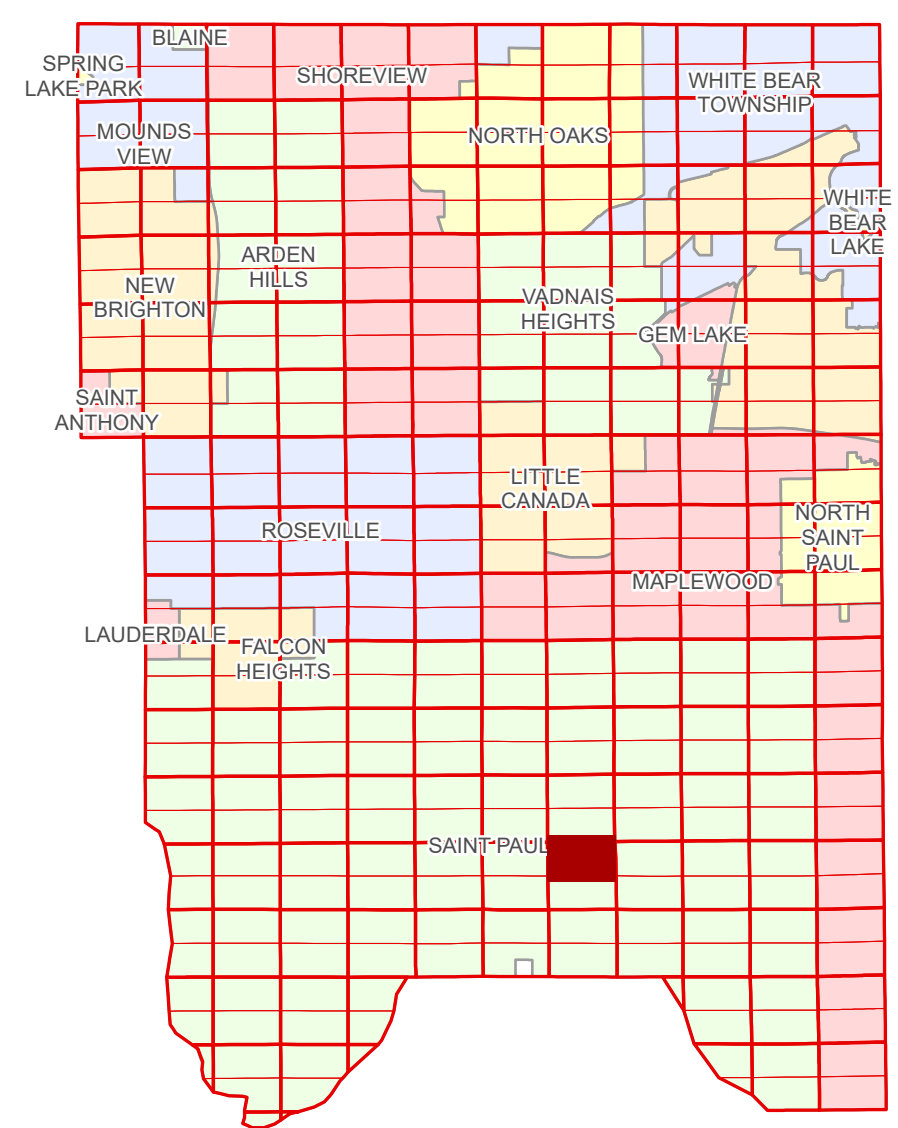 BLAINE
SPRING
LAKE PARK
SHOREVIEW
WHITE BEAR
TOWNSHIP
MOUNDS
VIEW
NORTH OAKS
WHITE
BEAR
LAKE
ARDEN
HILLS
NEW
BRIGHTON
VADNAIS
HEIGHTS
GEM LAKE
SAINT
ANTHONY
LITTLE
CANADA
ROSEVILLE
NORTH
SAINT
PAUL
MAPLEWOOD
LAUDERDALE
FALCON
HEIGHTS
SAINT PAUL